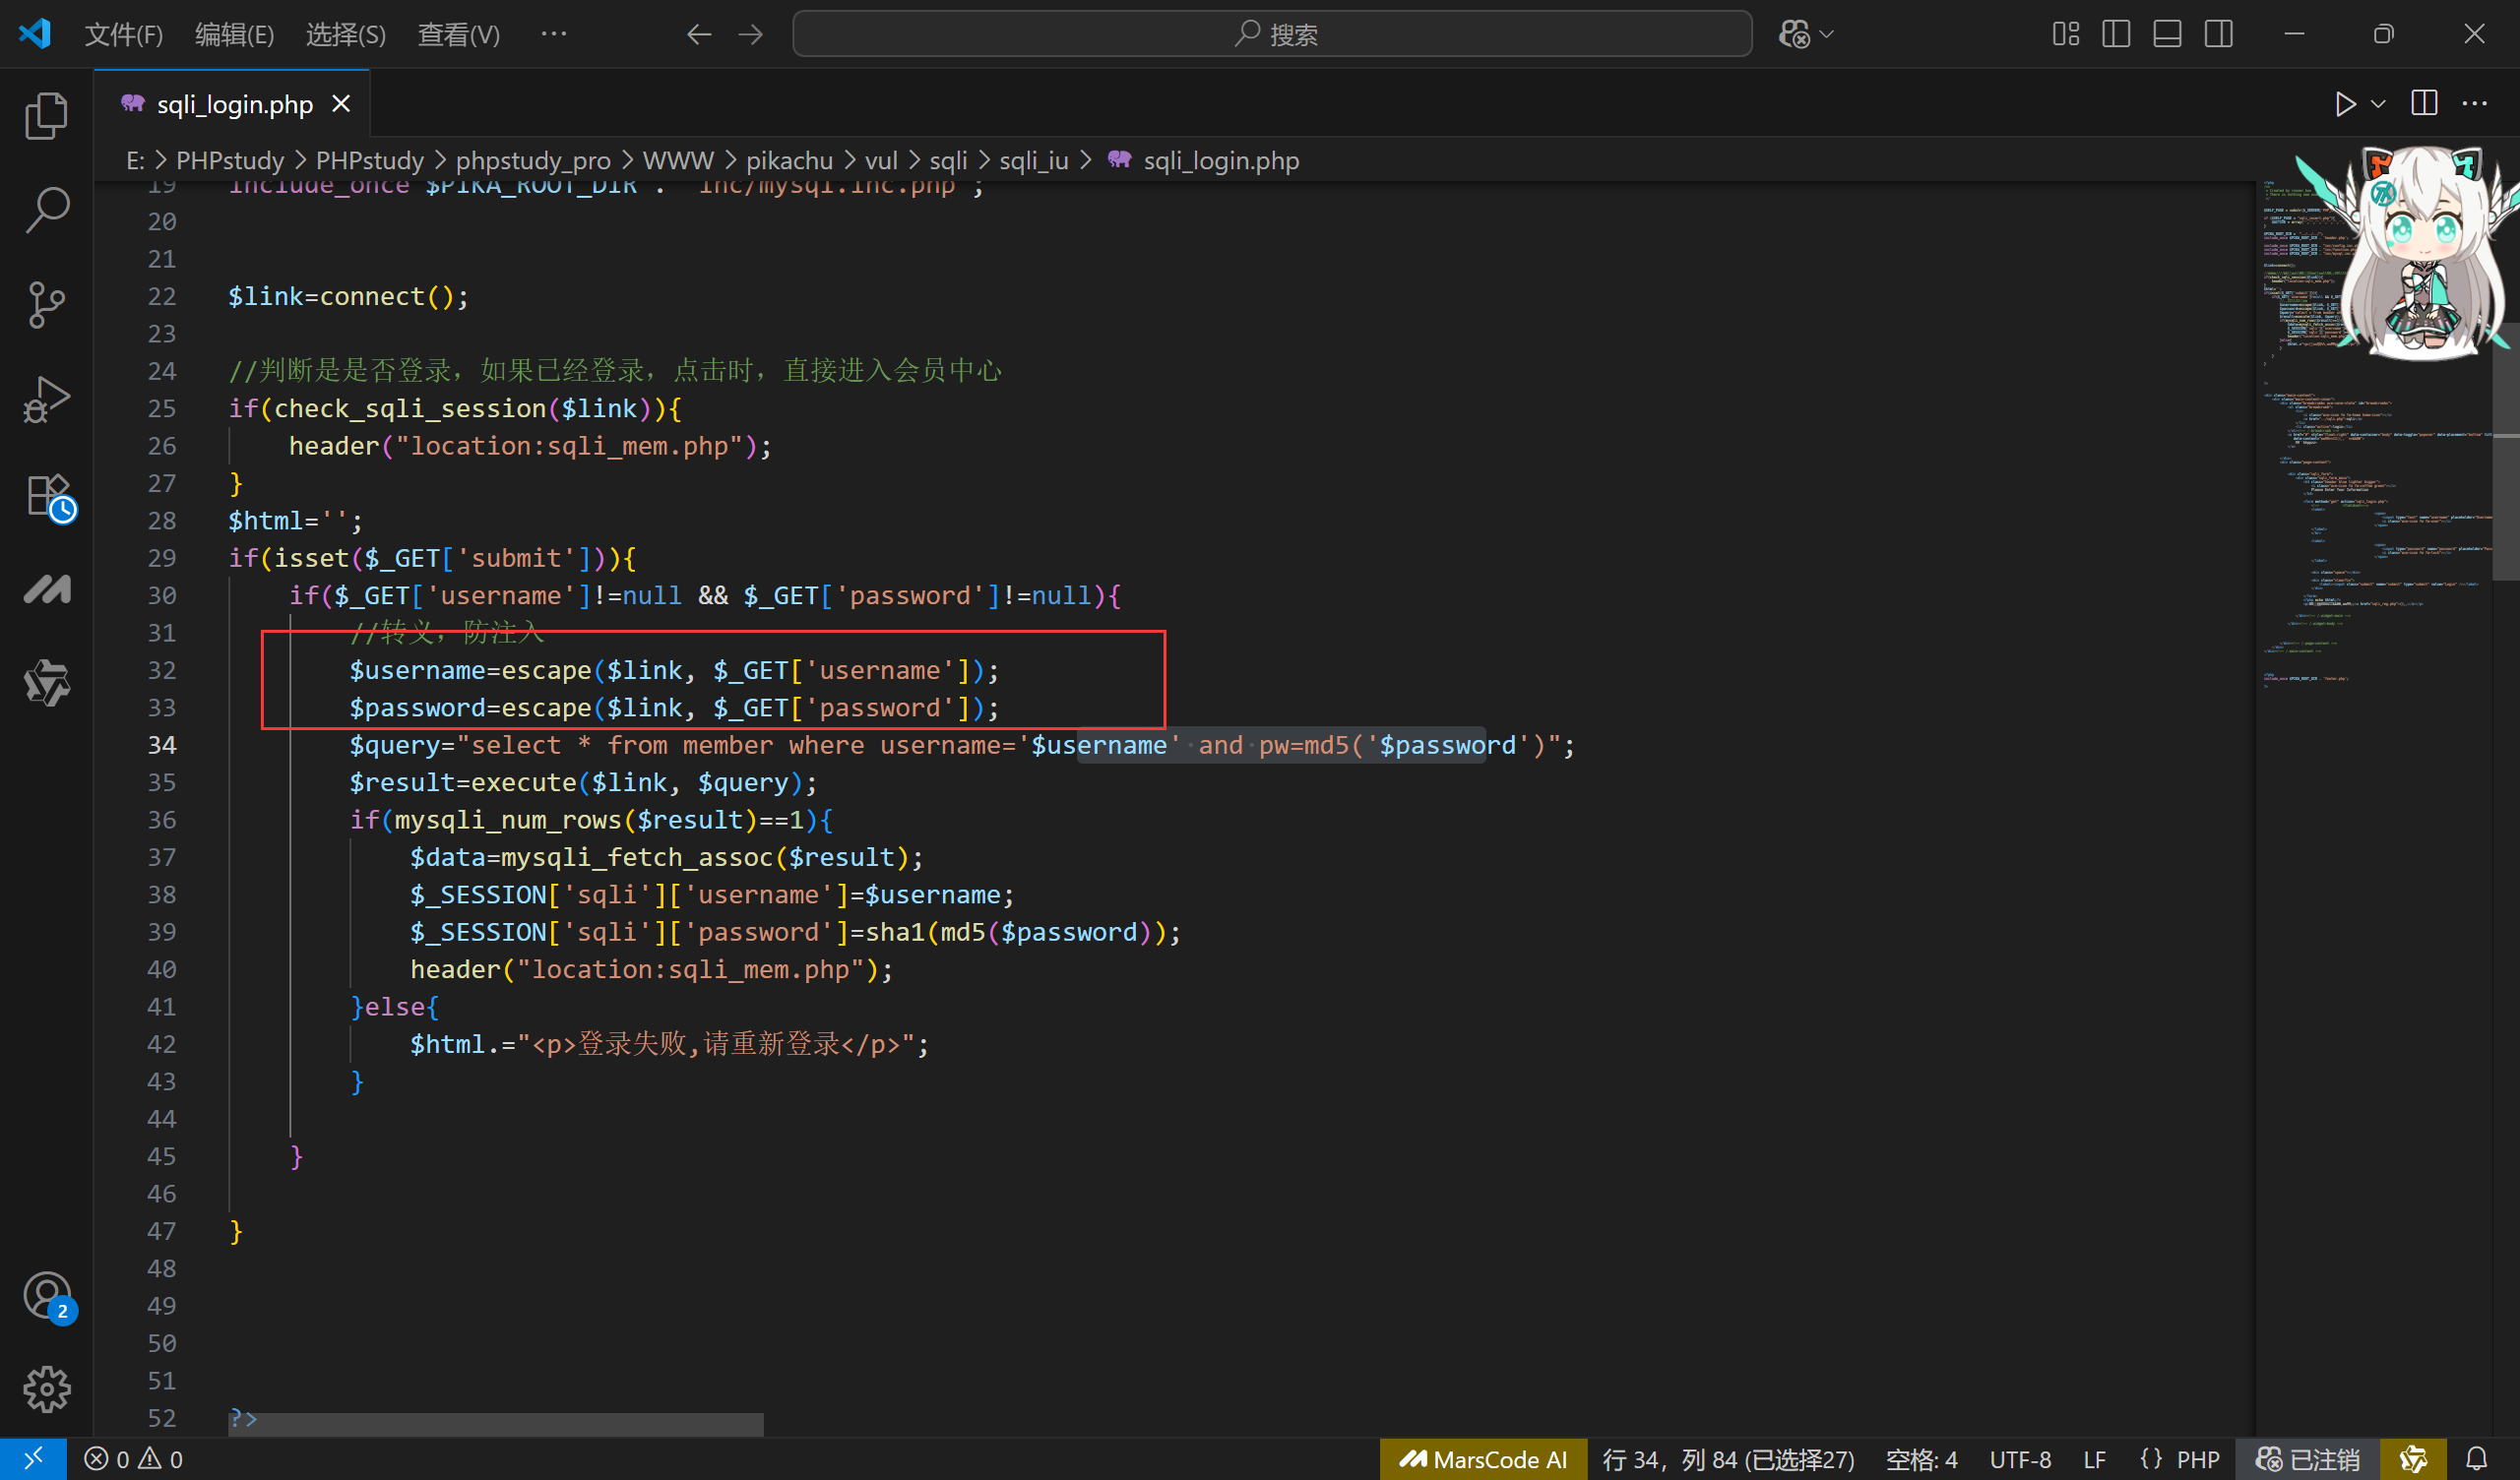 文件(F) 编辑(E) 选择(S) 查看(V) ··· 搜索
sqli_login.php
E: > PHPstudy > PHPstudy > phpstudy_pro > WWW > pikachu > vul > sqli > sqli_iu > sqli_login.php
19 include_once $PIKA_ROOT_DIR . "inc/mysql.inc.php";
20
21
22 $link=connect();
23
24 //判断是是否登录，如果已经登录，点击时，直接进入会员中心
25 if(check_sqli_session($link)){
26     header("location:sqli_mem.php");
27 }
28 $html='';
29 if(isset($_GET['submit'])){
30     if($_GET['username']!=null && $_GET['password']!=null){
31         //转义，防注入
32         $username=escape($link, $_GET['username']);
33         $password=escape($link, $_GET['password']);
34         $query="select * from member where username='$username' and pw=md5('$password')";
35         $result=execute($link, $query);
36         if(mysqli_num_rows($result)==1){
37             $data=mysqli_fetch_assoc($result);
38             $_SESSION['sqli']['username']=$username;
39             $_SESSION['sqli']['password']=sha1(md5($password));
40             header("location:sqli_mem.php");
41         }else{
42             $html.="<p>登录失败,请重新登录</p>";
43         }
44
45     }
46
47 }
48
49
50
51
52 ?>
2
0 0 MarsCode AI 行 34，列 84 (已选择27) 空格: 4 UTF-8 LF {} PHP 已注销